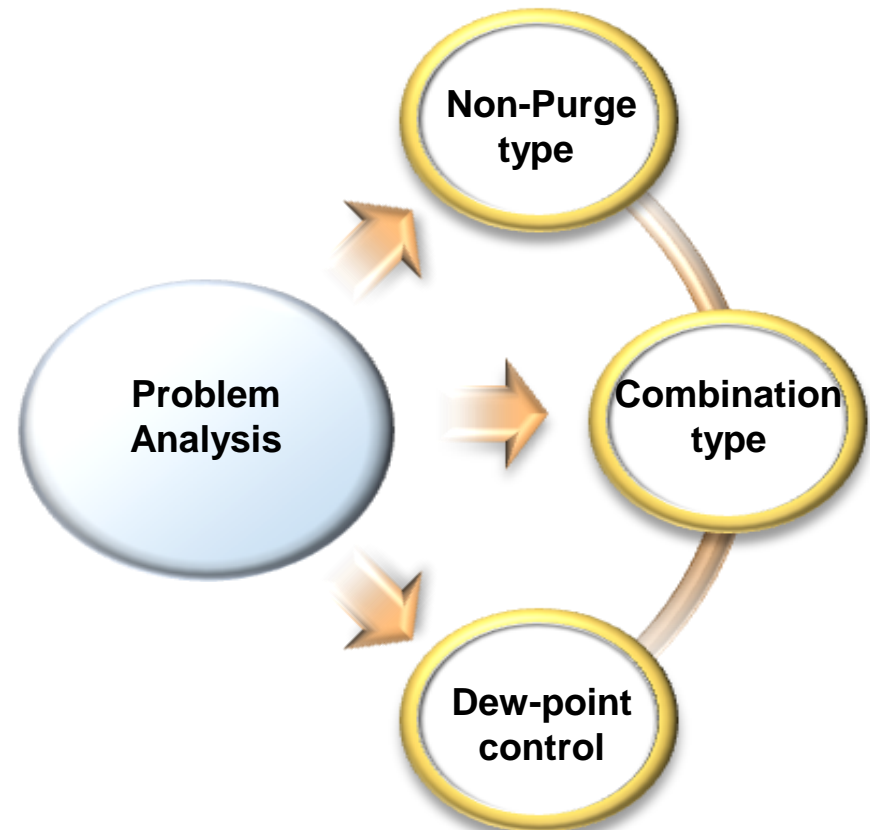 Non-Purge
type
Problem
Analysis
Combination
type
Dew-point
control